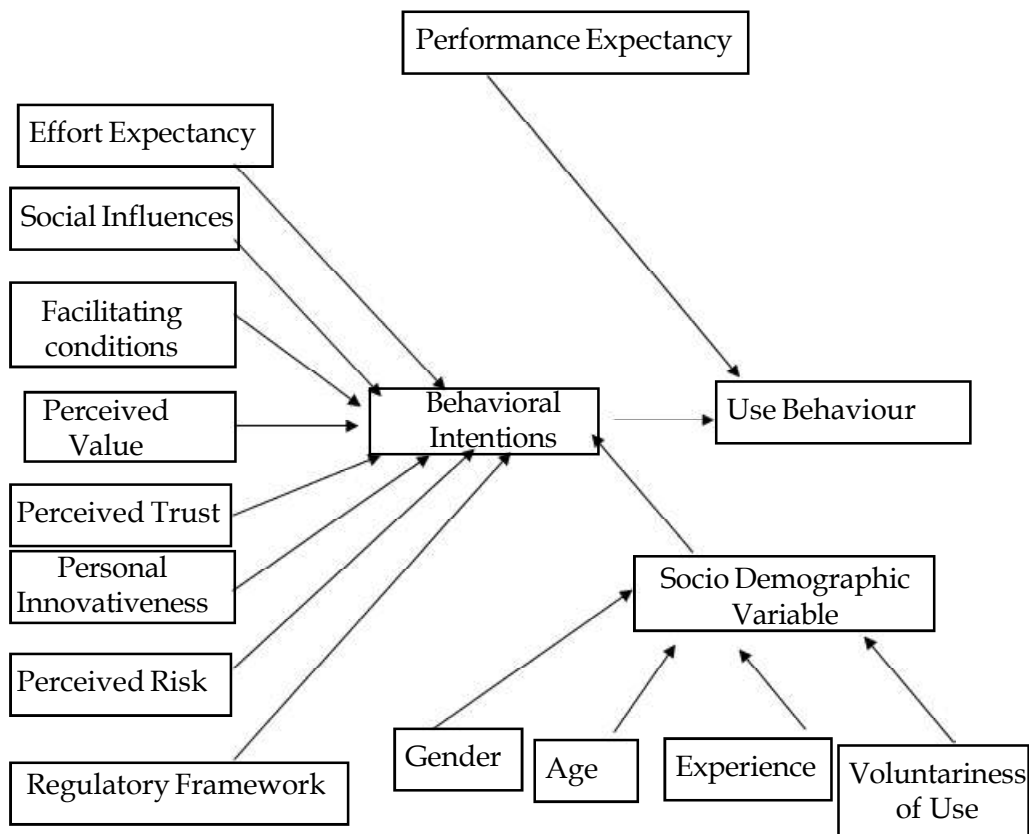 Performance Expectancy
Effort Expectancy
Social Influences
Facilitating
conditions
Perceived
Value
Perceived Trust
Personal
Innovativeness
Perceived Risk
Regulatory Framework
Behavioral
Intentions
Use Behaviour
Socio Demographic
Variable
Gender
Age
Experience
Voluntariness
of Use